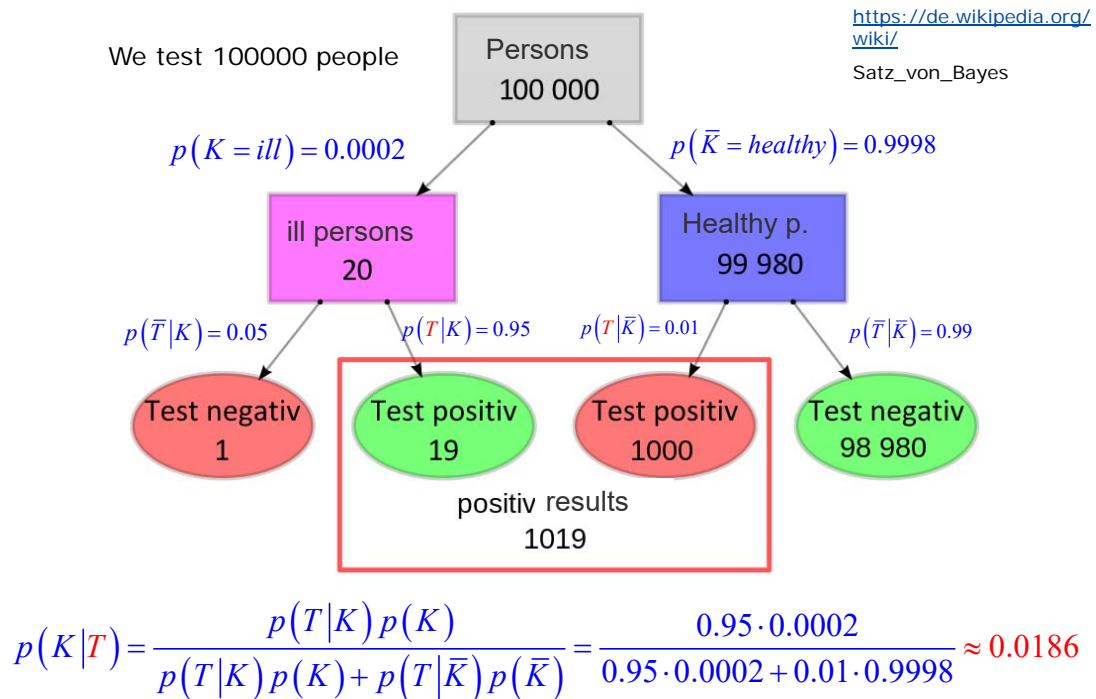 We test 100000 people
https://de.wikipedia.org/
wiki/
Satz_von_Bayes
Persons
100 000
p(K = ill) = 0.0002
p(K̅ = healthy) = 0.9998
ill persons
20
Healthy p.
99 980
p(T̅|K) = 0.05
p(T|K) = 0.95
p(T|K̅) = 0.01
p(T̅|K̅) = 0.99
Test negativ
1
Test positiv
19
Test positiv
1000
Test negativ
98 980
positiv results
1019
p(K|T) = p(T|K) p(K) / (p(T|K) p(K) + p(T|K̅) p(K̅)) = 0.95·0.0002 / (0.95·0.0002 + 0.01·0.9998) ≈ 0.0186